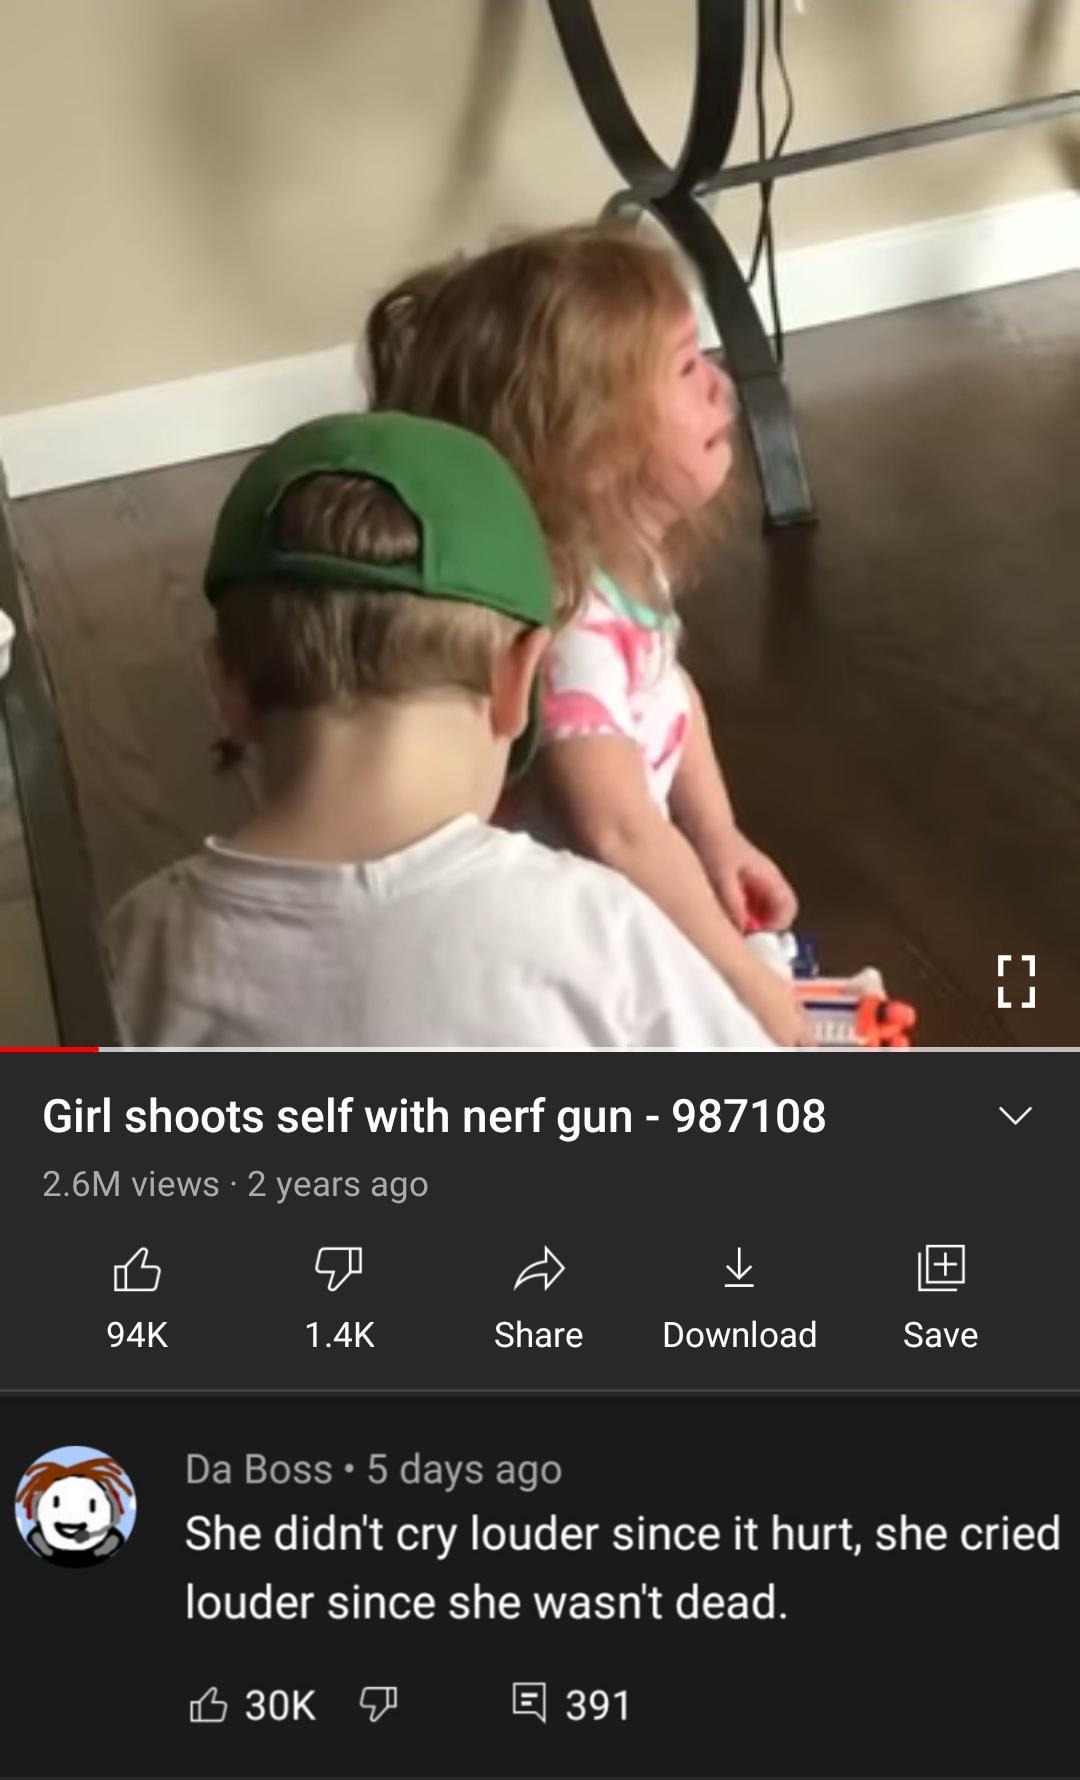 Girl shoots self with nerf gun - 987108
2.6M views · 2 years ago
94K 1.4K Share Download Save
Da Boss • 5 days ago
She didn't cry louder since it hurt, she cried
louder since she wasn't dead.
30K 391